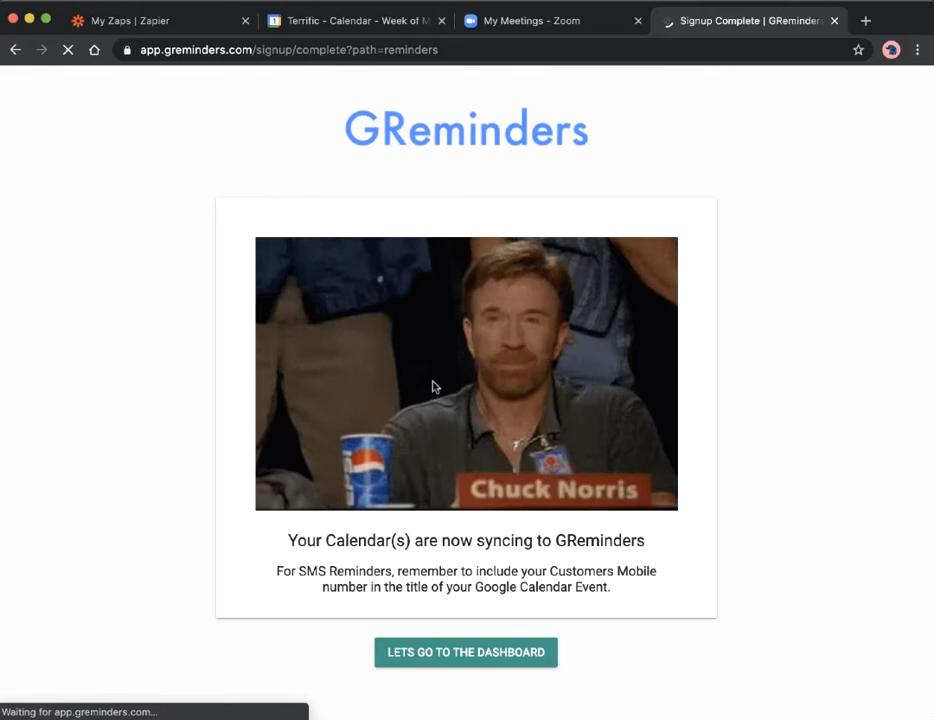 My Zaps | Zapier
Terrific - Calendar - Week of M
My Meetings - Zoom
Signup Complete | GReminders
app.greminders.com/signup/complete?path=reminders
GReminders
Chuck Norris
Your Calendar(s) are now syncing to GReminders
For SMS Reminders, remember to include your Customers Mobile
number in the title of your Google Calendar Event.
LETS GO TO THE DASHBOARD
Waiting for app.greminders.com...